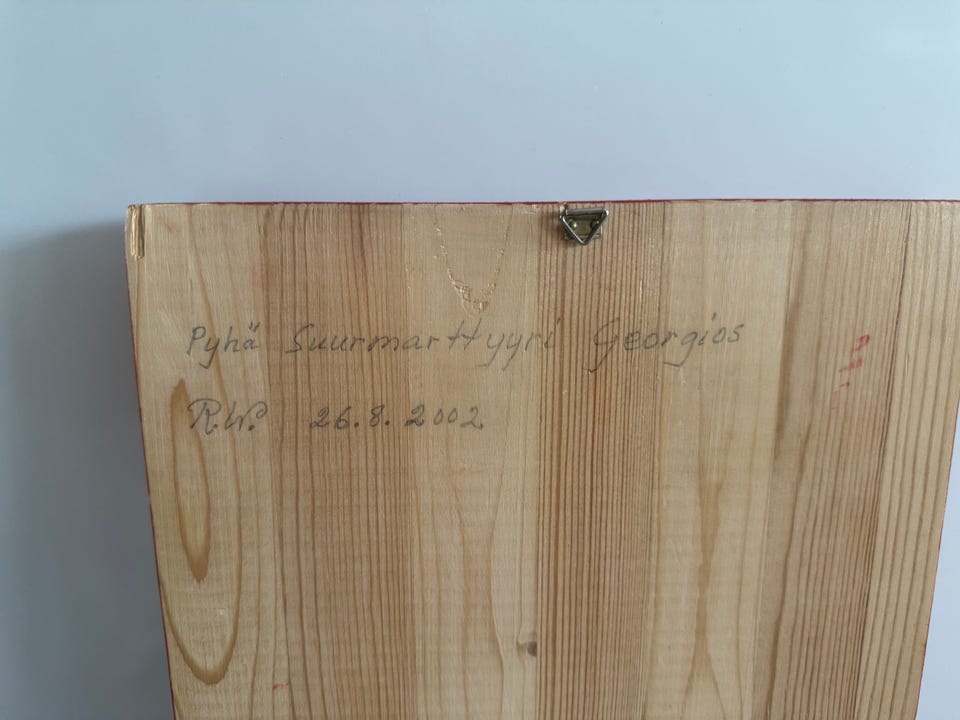 Pyhä Suurmarttyyri Georgios
R.W. 26.8.2002